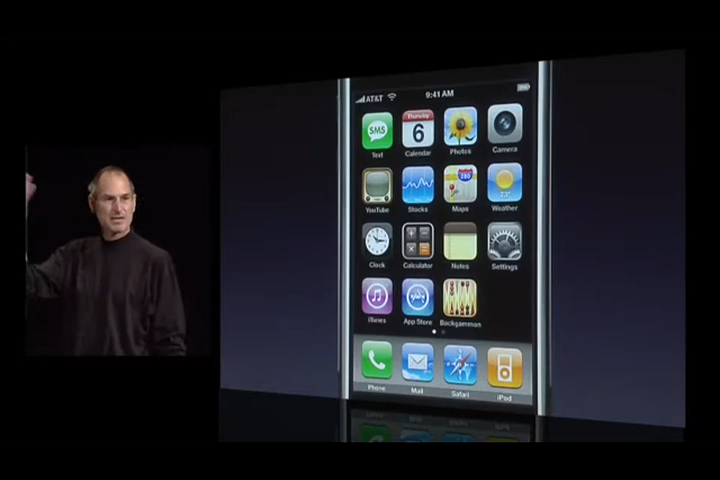 AT&T 9:41 AM
SMS Thursday 6 280 73°
Text Calendar Photos Camera
YouTube Stocks Maps Weather
Clock Calculator Notes Settings
iTunes App Store Backgammon
Phone Mail Safari iPod